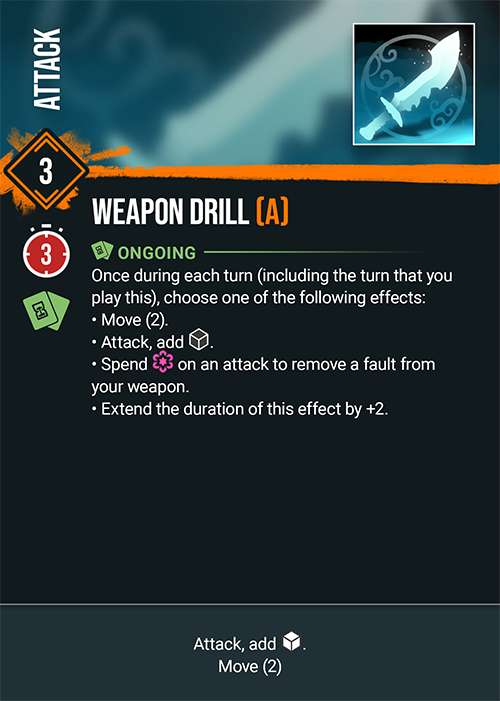 ATTACK
3
WEAPON DRILL (A)
3
ONGOING
Once during each turn (including the turn that you
play this), choose one of the following effects:
• Move (2).
• Attack, add .
• Spend on an attack to remove a fault from
your weapon.
• Extend the duration of this effect by +2.
Attack, add .
Move (2)